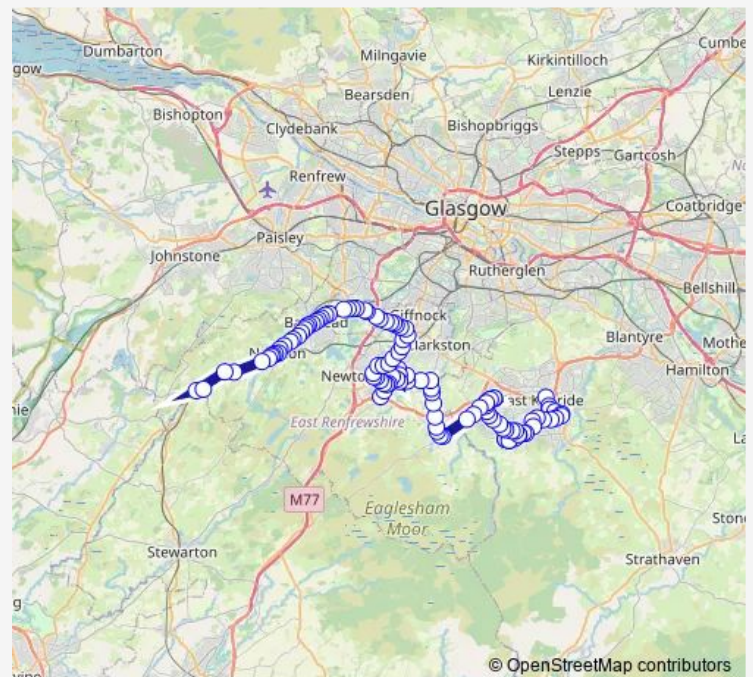 Dumbarton
Cumbe
gow
Milngavie
Kirkintilloch
Bearsden
Lenzie
Bishopton
Clydebank
Bishopbriggs
Stepps
Gartcosh
Renfrew
Glasgow
Coatbridge
Paisley
Johnstone
Rutherglen
Bellshill
Giffnock
Blantyre
Mothe
Clarkston
Hamilton
East Renfrewshire
M77
Eaglesham
Moor
Stewarton
Strathaven
Ston
© OpenStreetMap contributors